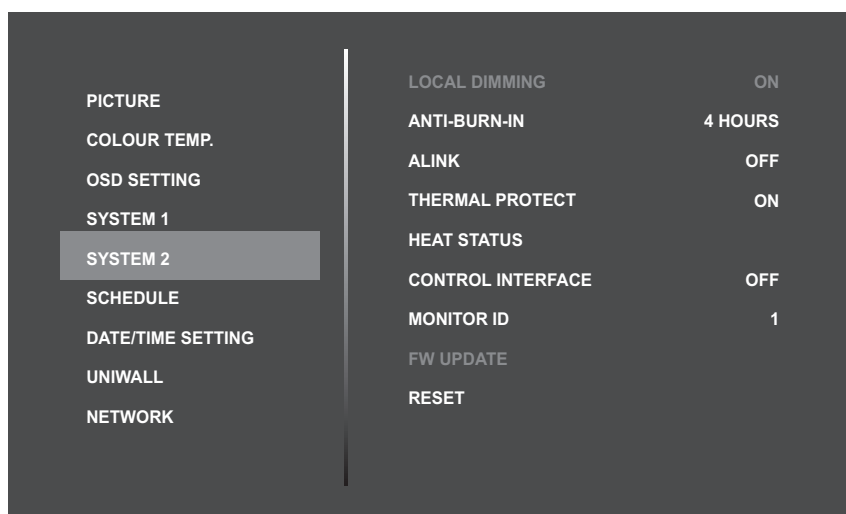 PICTURE
COLOUR TEMP.
OSD SETTING
SYSTEM 1
SYSTEM 2
SCHEDULE
DATE/TIME SETTING
UNIWALL
NETWORK
LOCAL DIMMING ON
ANTI-BURN-IN 4 HOURS
ALINK OFF
THERMAL PROTECT ON
HEAT STATUS
CONTROL INTERFACE OFF
MONITOR ID 1
FW UPDATE
RESET